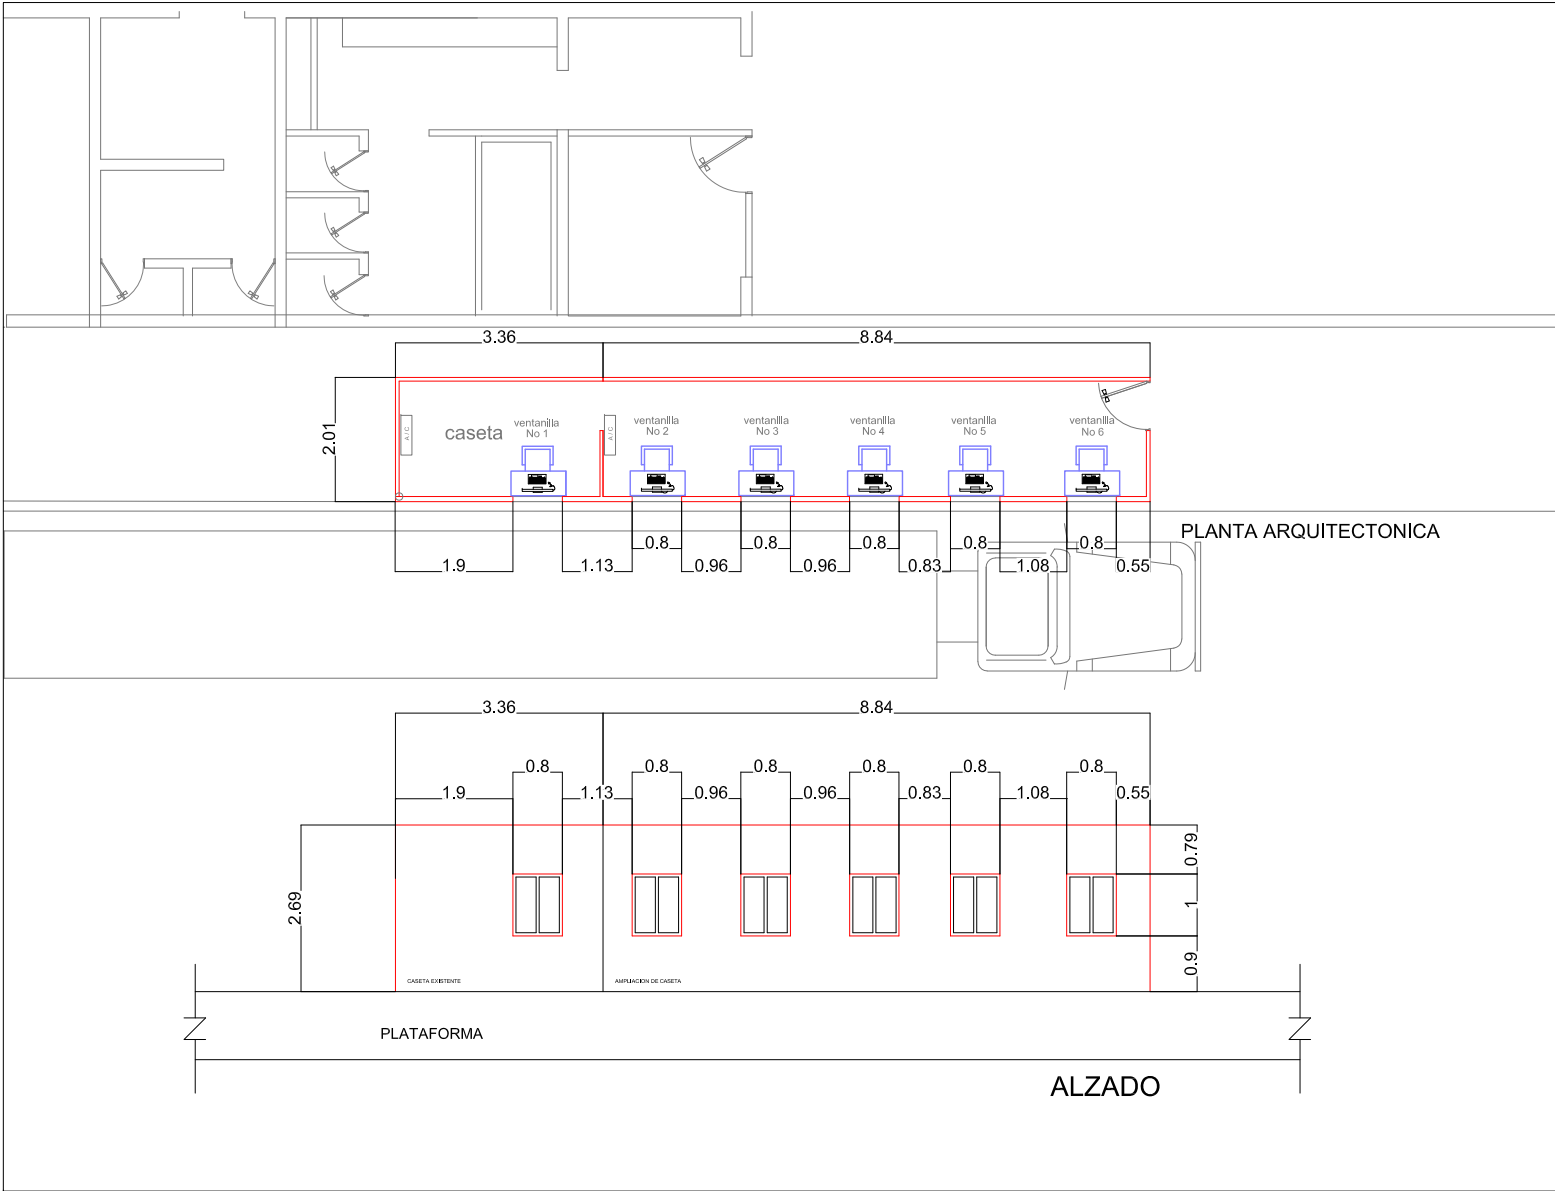 3.36
8.84
2.01
A/C
caseta
ventanilla
No 1
A/C
ventanilla
No 2
ventanilla
No 3
ventanilla
No 4
ventanilla
No 5
ventanilla
No 6
PLANTA ARQUITECTONICA
0.8
0.8
0.8
0.8
0.8
1.9
1.13
0.96
0.96
0.83
1.08
0.55
3.36
8.84
0.8
0.8
0.8
0.8
0.8
0.8
1.9
1.13
0.96
0.96
0.83
1.08
0.55
0.79
2.69
1
0.9
CASETA EXISTENTE
AMPLIACION DE CASETA
PLATAFORMA
ALZADO